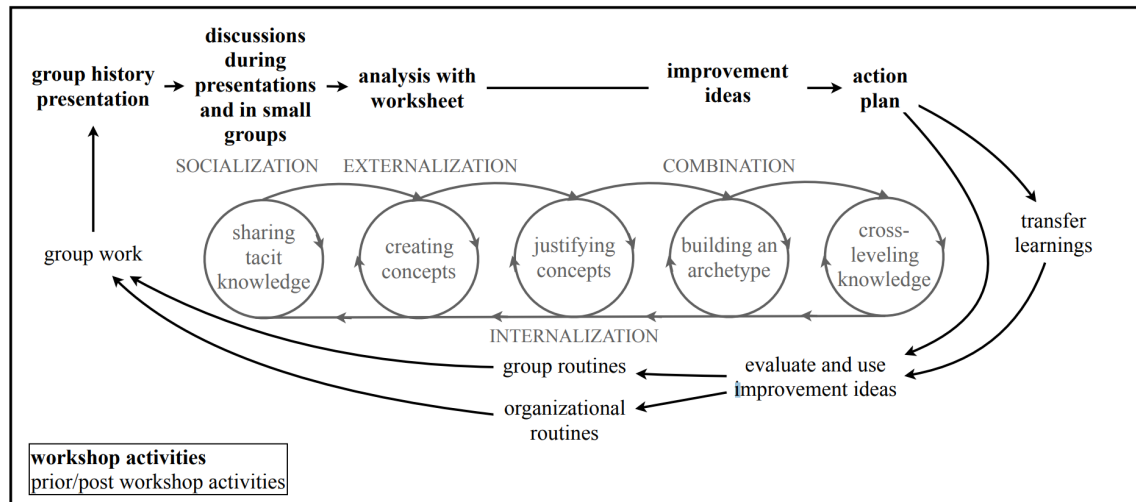 group history
presentation
discussions
during
presentations
and in small
groups
analysis with
worksheet
improvement
ideas
action
plan
SOCIALIZATION
EXTERNALIZATION
COMBINATION
group work
sharing
tacit
knowledge
creating
concepts
justifying
concepts
building an
archetype
cross-
leveling
knowledge
transfer
learnings
INTERNALIZATION
group routines
evaluate and use
improvement ideas
organizational
routines
workshop activities
prior/post workshop activities